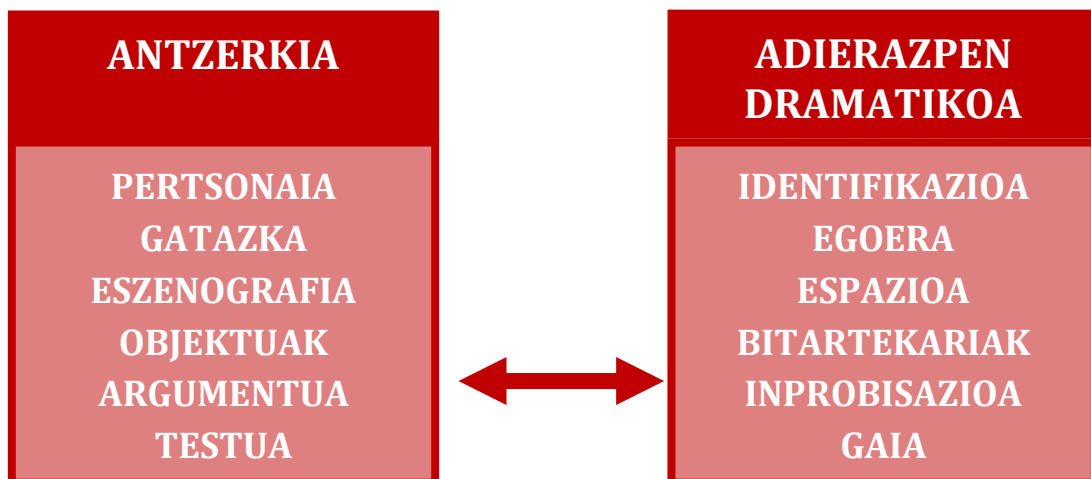 ANTZERKIA
PERTSONAIA
GATAZKA
ESZENOGRAFIA
OBJEKTUAK
ARGUMENTUA
TESTUA
ADIERAZPEN
DRAMATIKOA
IDENTIFIKAZIOA
EGOERA
ESPAZIOA
BITARTEKARIAK
INPROBISAZIOA
GAIA